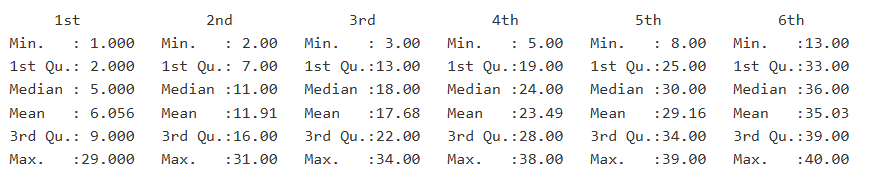 1st 2nd 3rd 4th 5th 6th
Min. : 1.000 Min. : 2.00 Min. : 3.00 Min. : 5.00 Min. : 8.00 Min. :13.00
1st Qu.: 2.000 1st Qu.: 7.00 1st Qu.:13.00 1st Qu.:19.00 1st Qu.:25.00 1st Qu.:33.00
Median : 5.000 Median :11.00 Median :18.00 Median :24.00 Median :30.00 Median :36.00
Mean : 6.056 Mean :11.91 Mean :17.68 Mean :23.49 Mean :29.16 Mean :35.03
3rd Qu.: 9.000 3rd Qu.:16.00 3rd Qu.:22.00 3rd Qu.:28.00 3rd Qu.:34.00 3rd Qu.:39.00
Max. :29.000 Max. :31.00 Max. :34.00 Max. :38.00 Max. :39.00 Max. :40.00